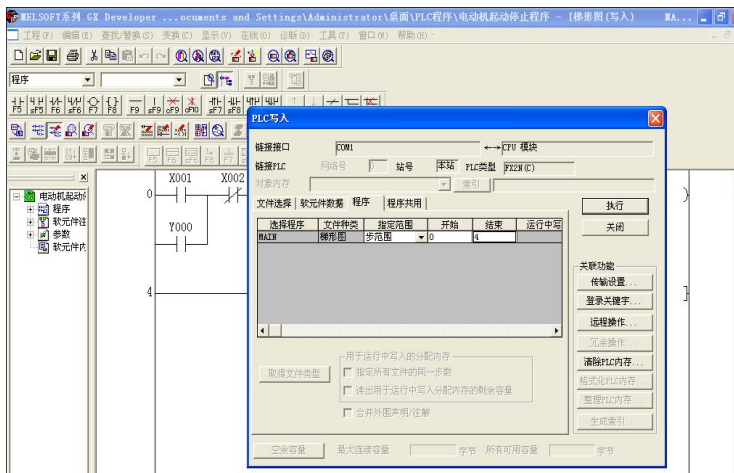 MELSOFT系列 GX Developer ...ocuments and Settings\Administrator\桌面\PLC程序\电动机起动停止程序 - [梯形图(写入) MA...
工程(F) 编辑(E) 查找/替换(S) 变换(C) 显示(V) 在线(O) 诊断(D) 工具(T) 窗口(W) 帮助(H)
程序
F5 sF5 F6 sF6 F7 F8 F9 sF9 cF9 cF10 sF7 sF8
PLC写入
链接接口 COM1 <--> CPU 模块
链接PLC 网络号 0 站号 本站 PLC类型 FX2N(C)
对象内存 索引
文件选择 软元件数据 程序 程序共用
执行
关闭
选择程序 文件种类 指定范围 开始 结束 运行中写
MAIN 梯形图 步范围 0 4
关联功能
传输设置...
登录关键字...
远程操作...
冗余操作...
清除PLC内存...
格式化PLC内存...
整理PLC内存...
生成索引...
用于运行中写入的分配内存
取得文件类型
指定所有文件的同一步数
读出用于运行中写入分配内存的剩余容量
合并外围声明/注解
空余容量 最大连续容量 字节 所有可用容量 字节
电动机起动
程序
软元件注
参数
软元件内
X001 X002
0
Y000
4